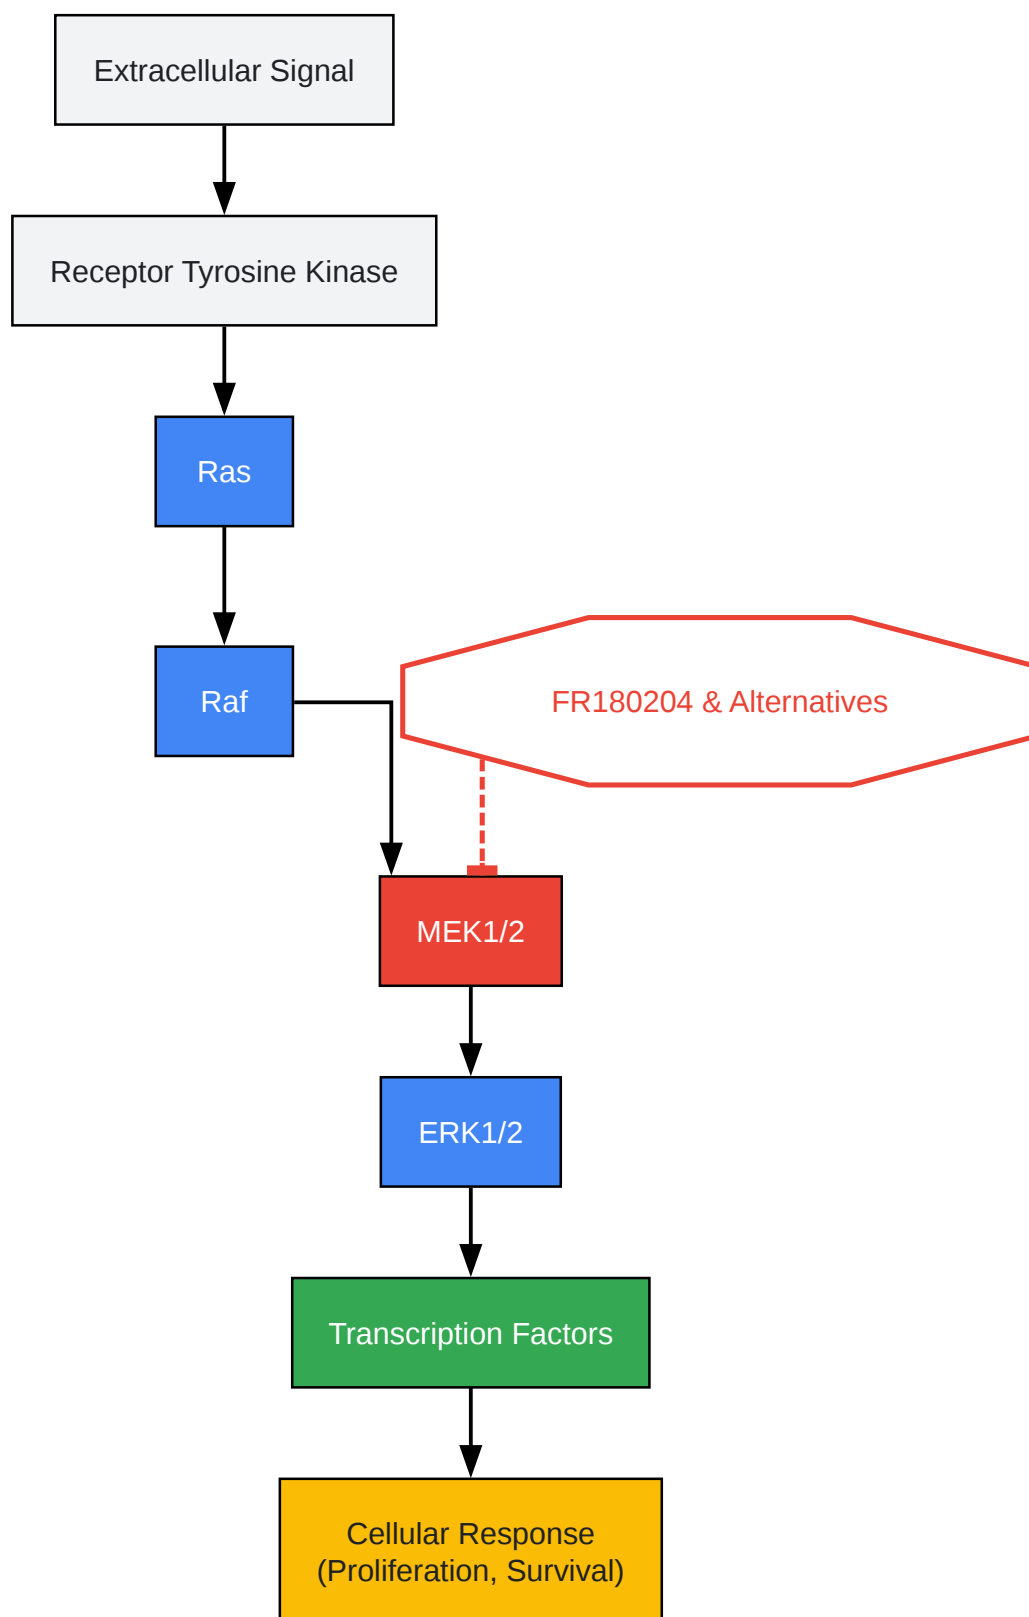 Extracellular Signal
Receptor Tyrosine Kinase
Ras
Raf
FR180204 & Alternatives
MEK1/2
ERK1/2
Transcription Factors
Cellular Response
(Proliferation, Survival)